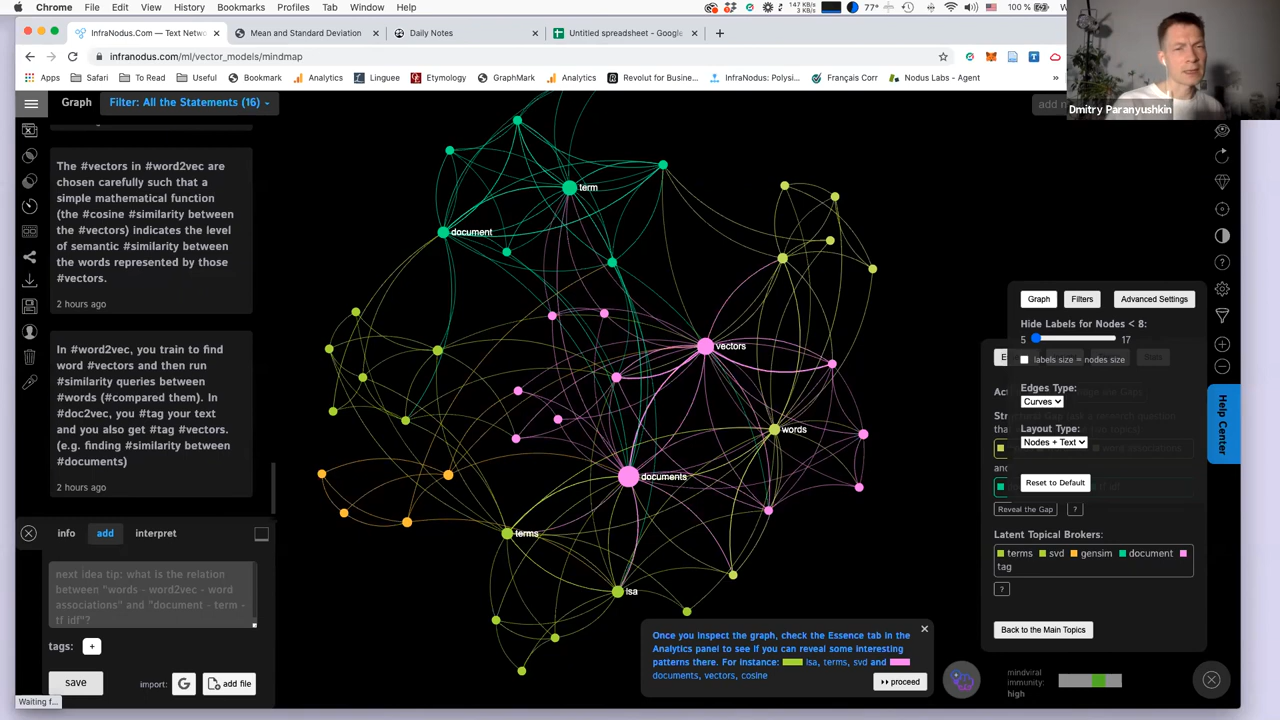 Chrome File Edit View History Bookmarks Profiles Tab Window Help
147 KB/s
3 KB/s
77°
100 %
InfraNodus.Com — Text Netwo
Mean and Standard Deviation
Daily Notes
Untitled spreadsheet - Google
infranodus.com/ml/vector_models/mindmap
Apps Safari To Read Useful Bookmark Analytics Linguee Etymology GraphMark Analytics Revolut for Busine... InfraNodus: Polysi... Français Corr Nodus Labs - Agent
Dmitry Paranyushkin
Graph Filter: All the Statements (16)
The #vectors in #word2vec are
chosen carefully such that a
simple mathematical function
(the #cosine #similarity between
the #vectors) indicates the level
of semantic #similarity between
the words represented by those
#vectors.
2 hours ago
In #word2vec, you train to find
word #vectors and then run
#similarity queries between
#words (#compared them). In
#doc2vec, you #tag your text
and you also get #tag #vectors.
(e.g. finding #similarity between
#documents)
2 hours ago
info add interpret
next idea tip: what is the relation
between "words - word2vec - word
associations" and "document - term -
tf idf"?
tags: +
save import: G add file
Waiting f...
term
document
vectors
words
documents
terms
lsa
Once you inspect the graph, check the Essence tab in the
Analytics panel to see if you can reveal some interesting
patterns there. For instance: lsa, terms, svd and
documents, vectors, cosine
proceed
Graph Filters Advanced Settings
Hide Labels for Nodes < 8:
5 17
labels size = nodes size
Edges Type:
Curves
Layout Type:
Nodes + Text
Reset to Default
and
Reveal the Gap ?
Latent Topical Brokers:
terms svd gensim document
tag
?
Back to the Main Topics
mindviral
immunity:
high
Help Center